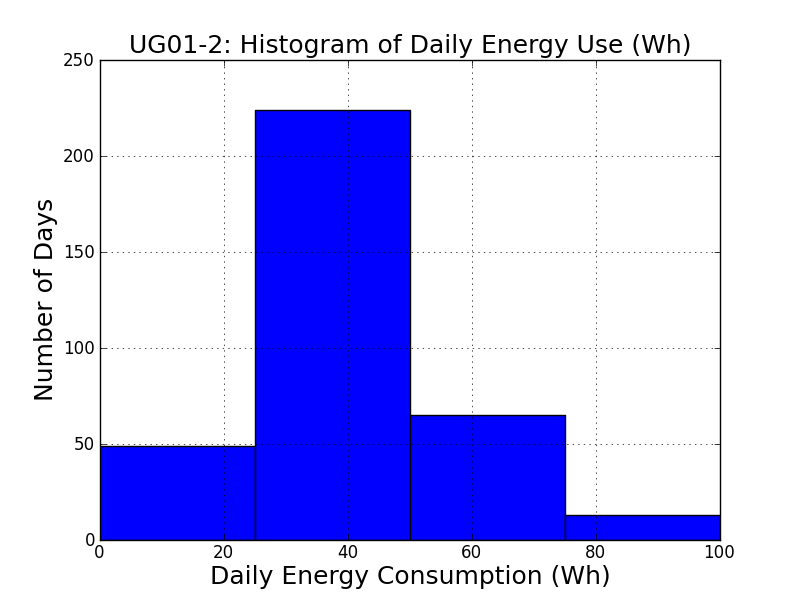 UG01-2: Histogram of Daily Energy Use (Wh)
250
200
150
100
50
0
Number of Days
0 20 40 60 80 100
Daily Energy Consumption (Wh)